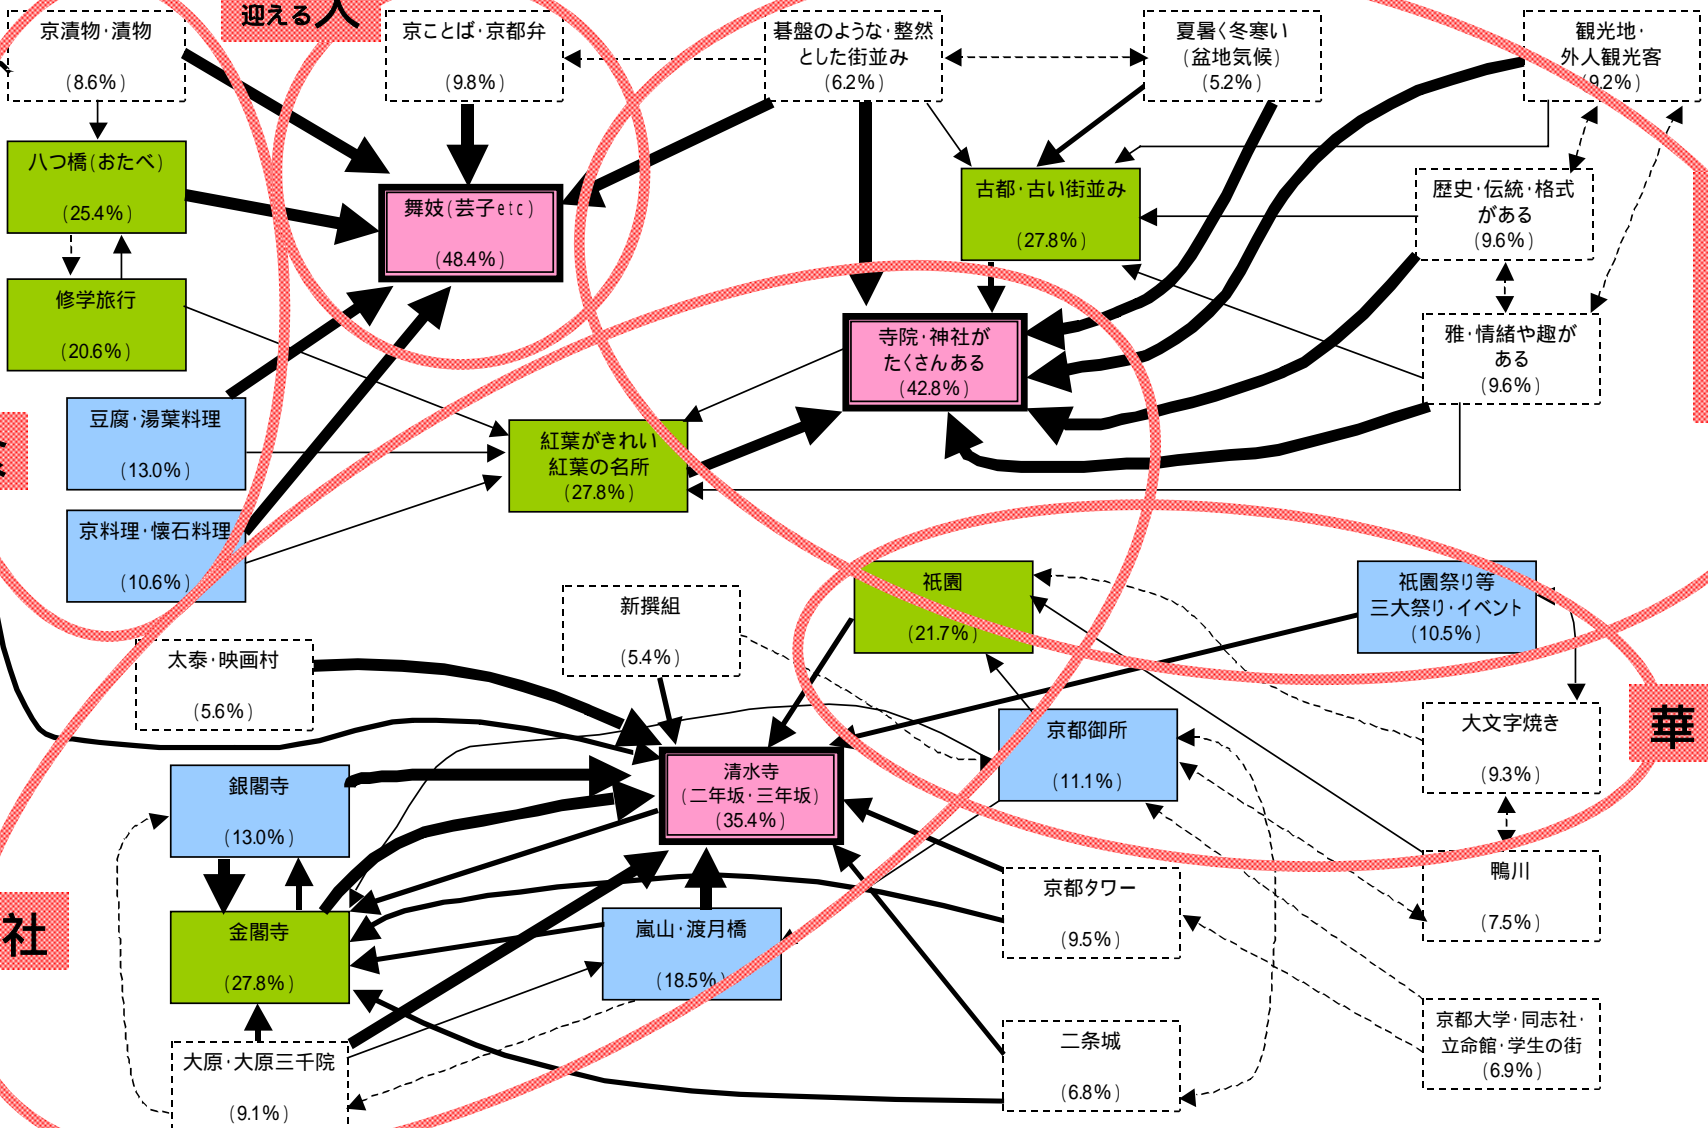 迎える人
京漬物・漬物
(8.6%)
京ことば・京都弁
(9.8%)
碁盤のような・整然
とした街並み
(6.2%)
夏暑く冬寒い
(盆地気候)
(5.2%)
観光地・
外人観光客
(9.2%)
八つ橋(おたべ)
(25.4%)
舞妓(芸子etc)
(48.4%)
古都・古い街並み
(27.8%)
歴史・伝統・格式
がある
(9.6%)
修学旅行
(20.6%)
寺院・神社が
たくさんある
(42.8%)
雅・情緒や趣が
ある
(9.6%)
豆腐・湯葉料理
(13.0%)
紅葉がきれい
紅葉の名所
(27.8%)
京料理・懐石料理
(10.6%)
新撰組
(5.4%)
祇園
(21.7%)
祇園祭り等
三大祭り・イベント
(10.5%)
太泰・映画村
(5.6%)
京都御所
(11.1%)
大文字焼き
(9.3%)
華
銀閣寺
(13.0%)
清水寺
(二年坂・三年坂)
(35.4%)
鴨川
(7.5%)
京都タワー
(9.5%)
社
金閣寺
(27.8%)
嵐山・渡月橋
(18.5%)
二条城
(6.8%)
京都大学・同志社・
立命館・学生の街
(6.9%)
大原・大原三千院
(9.1%)